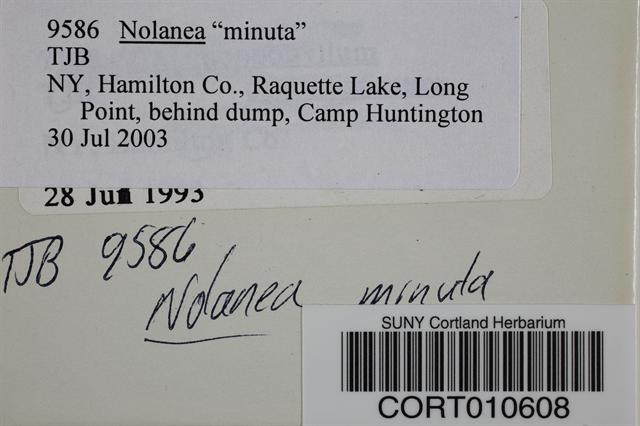 9586 Nolanea “minuta”
TJB
NY, Hamilton Co., Raquette Lake, Long
Point, behind dump, Camp Huntington
30 Jul 2003
28 Jun 1993
TJB 9586
Nolanea minuta
SUNY Cortland Herbarium
CORT010608